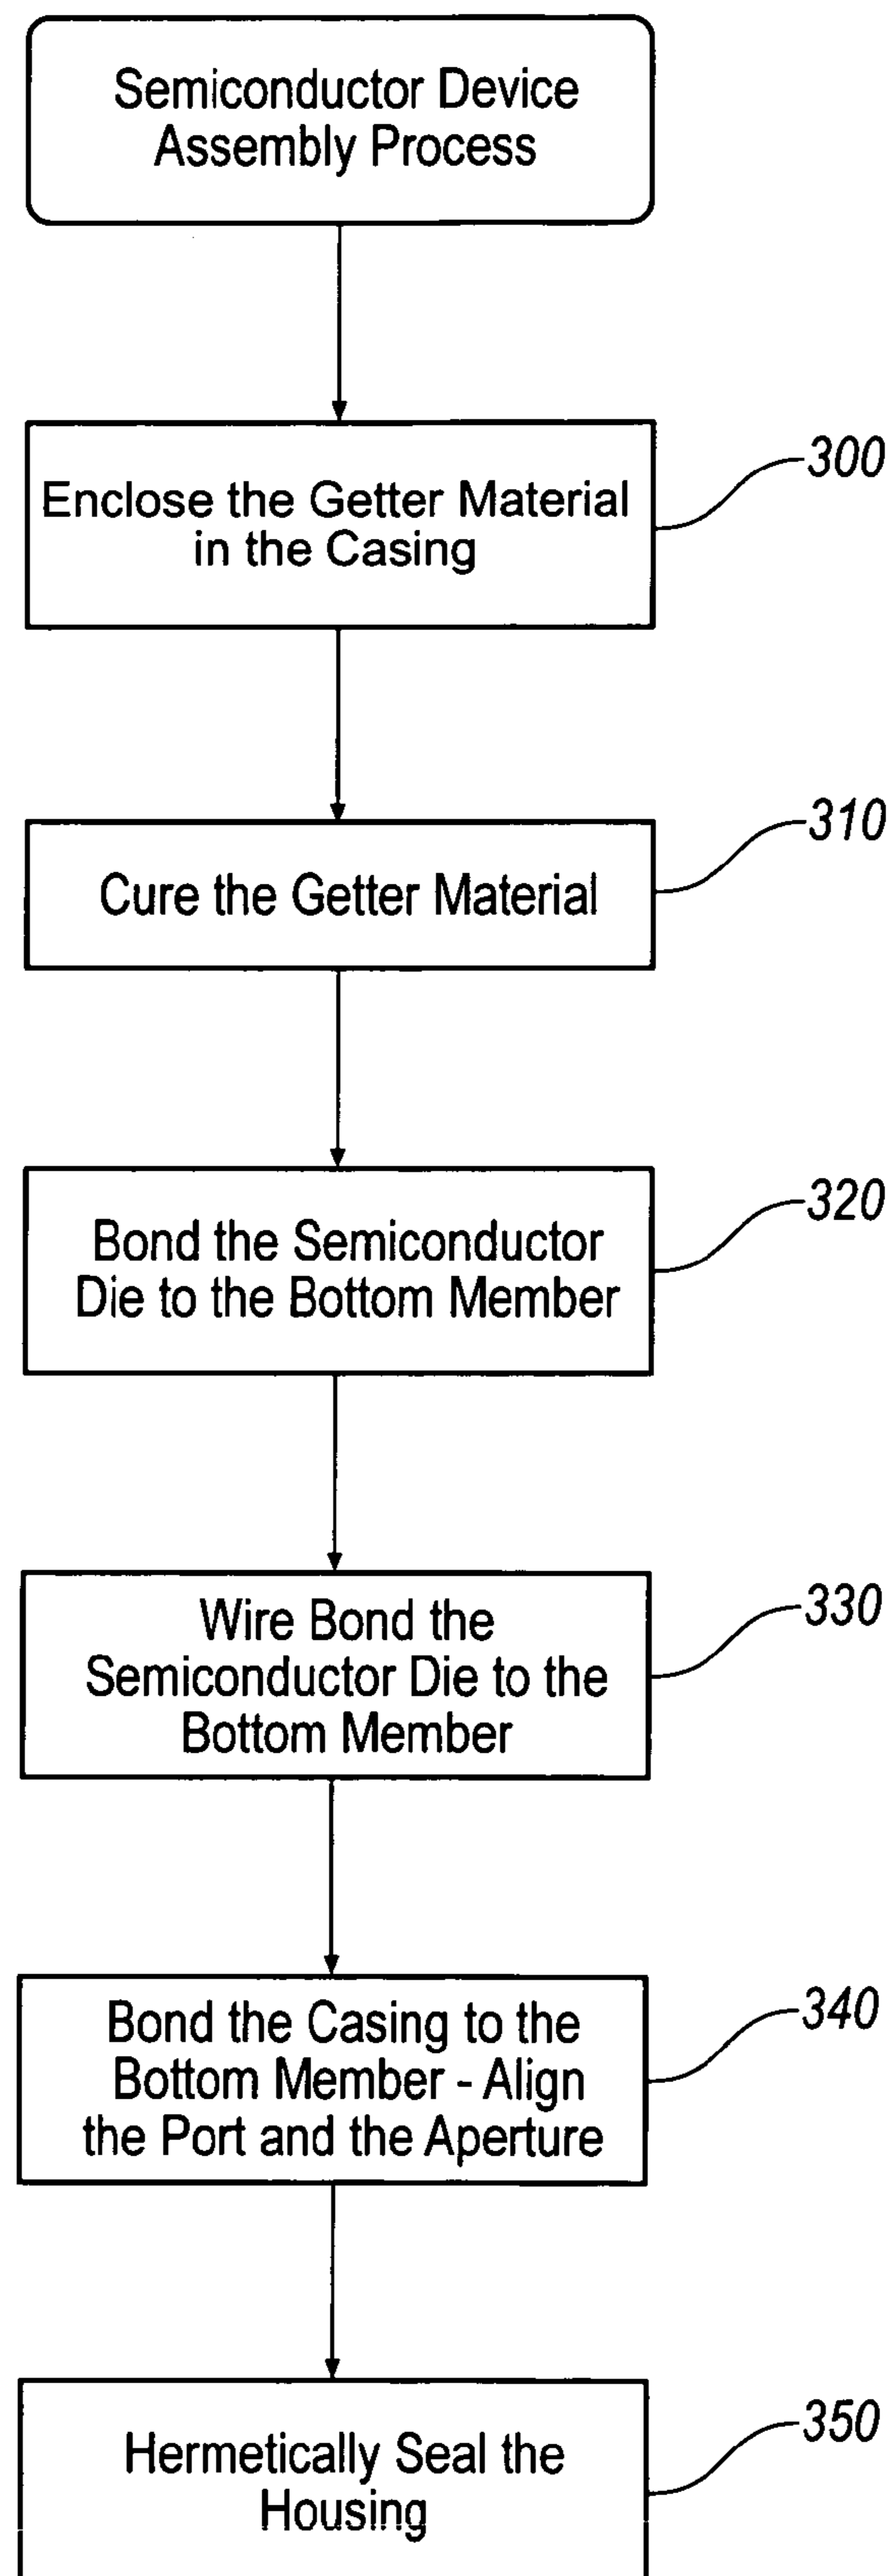 Semiconductor Device
Assembly Process
300
Enclose the Getter Material
in the Casing
310
Cure the Getter Material
320
Bond the Semiconductor
Die to the Bottom Member
330
Wire Bond the
Semiconductor Die to the
Bottom Member
340
Bond the Casing to the
Bottom Member - Align
the Port and the Aperture
350
Hermetically Seal the
Housing